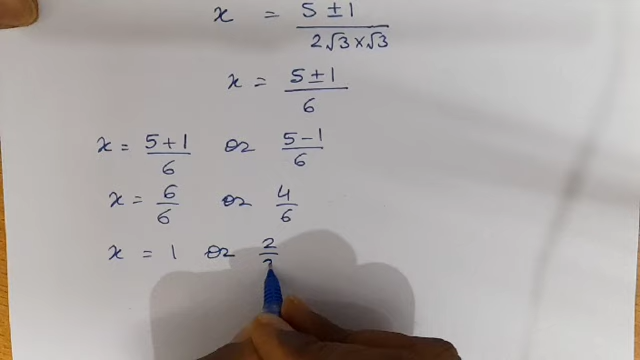 x = 5 ± 1 / 2√3 × √3
x = 5 ± 1 / 6
x = 5 + 1 / 6 or 5 - 1 / 6
x = 6 / 6 or 4 / 6
x = 1 or 2 /